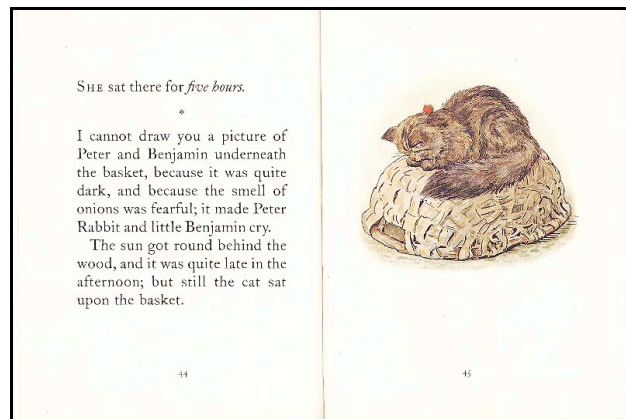 SHE sat there for five hours.
*
I cannot draw you a picture of
Peter and Benjamin underneath
the basket, because it was quite
dark, and because the smell of
onions was fearful; it made Peter
Rabbit and little Benjamin cry.
The sun got round behind the
wood, and it was quite late in the
afternoon; but still the cat sat
upon the basket.
44
45